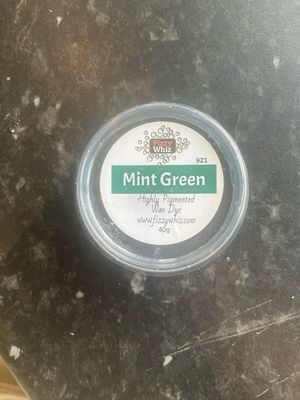 Fizzy
Whiz
921
Mint Green
Highly Pigmented
Wax Dye
www.fizzywhiz.com
40g